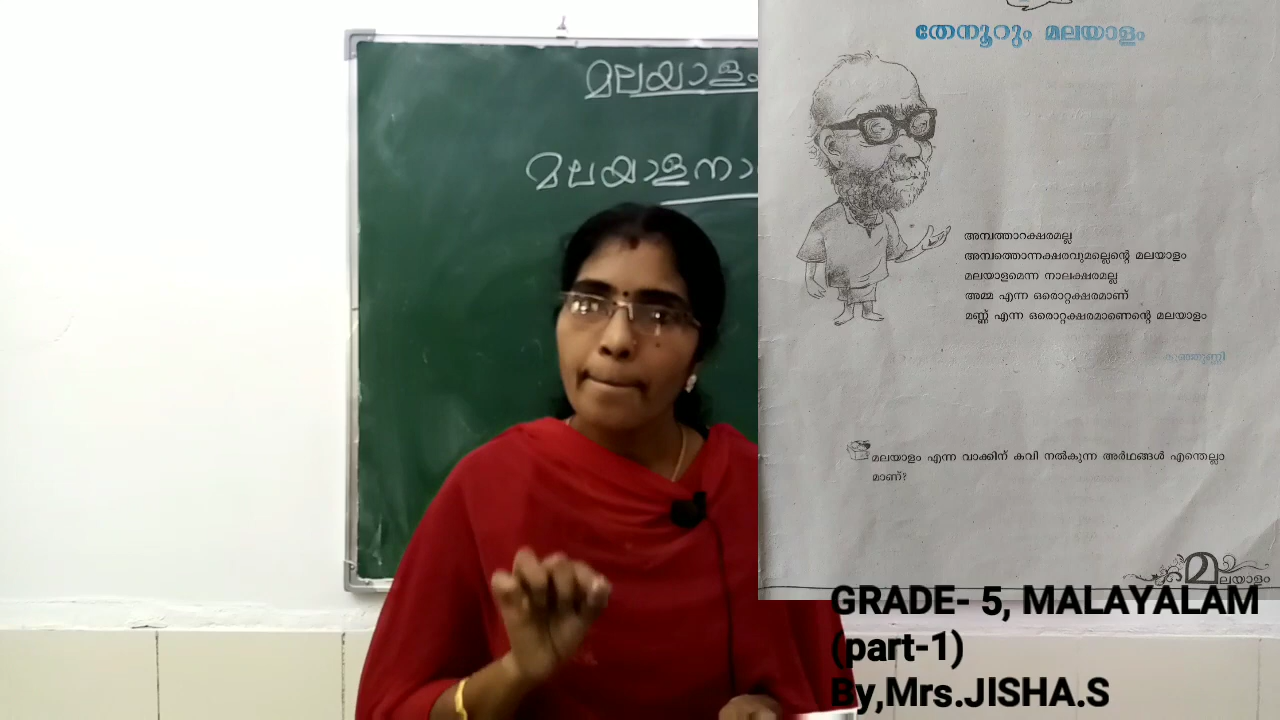 മലയാളം
തേനൂറും മലയാളം
അമ്പത്താറക്ഷരമല്ല
അമ്പത്തൊന്നക്ഷരവുമല്ലെന്റെ മലയാളം
മലയാളമെന്ന നാലക്ഷരമല്ല
അമ്മ എന്ന ഒരൊറ്റക്ഷരമാണ്
മണ്ണ് എന്ന ഒരൊറ്റക്ഷരമാണെന്റെ മലയാളം
കുഞ്ഞുണ്ണി
മലയാളം എന്ന വാക്കിന് കവി നൽകുന്ന അർഥങ്ങൾ എന്തെല്ലാ
മാണ്?
മലയാളം
GRADE- 5, MALAYALAM
(part-1)
By,Mrs.JISHA.S